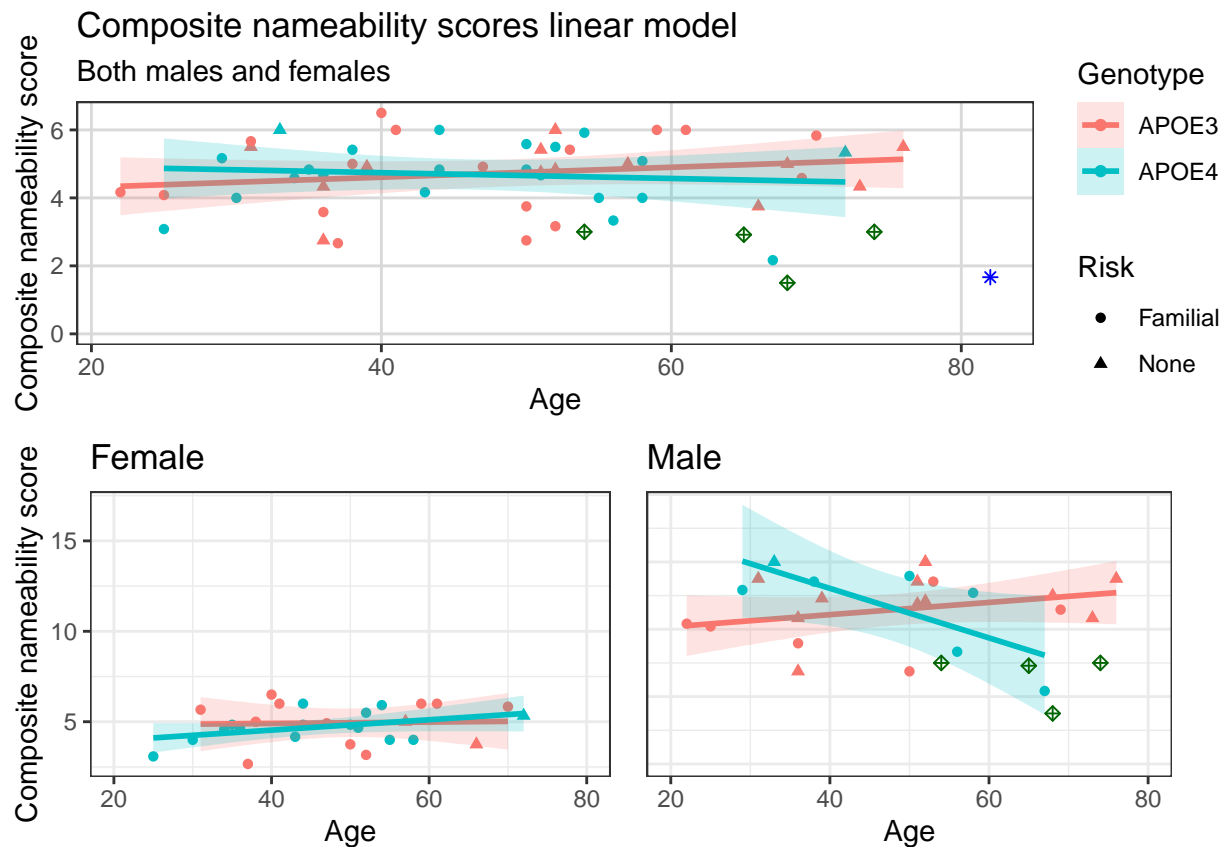 Composite nameability scores linear model
Both males and females
Composite nameability score
6
4
2
0
20 40 60 80
Age
Genotype
APOE3
APOE4
Risk
Familial
None
Female
Composite nameability score
15
10
5
20 40 60 80
Age
Male
20 40 60 80
Age